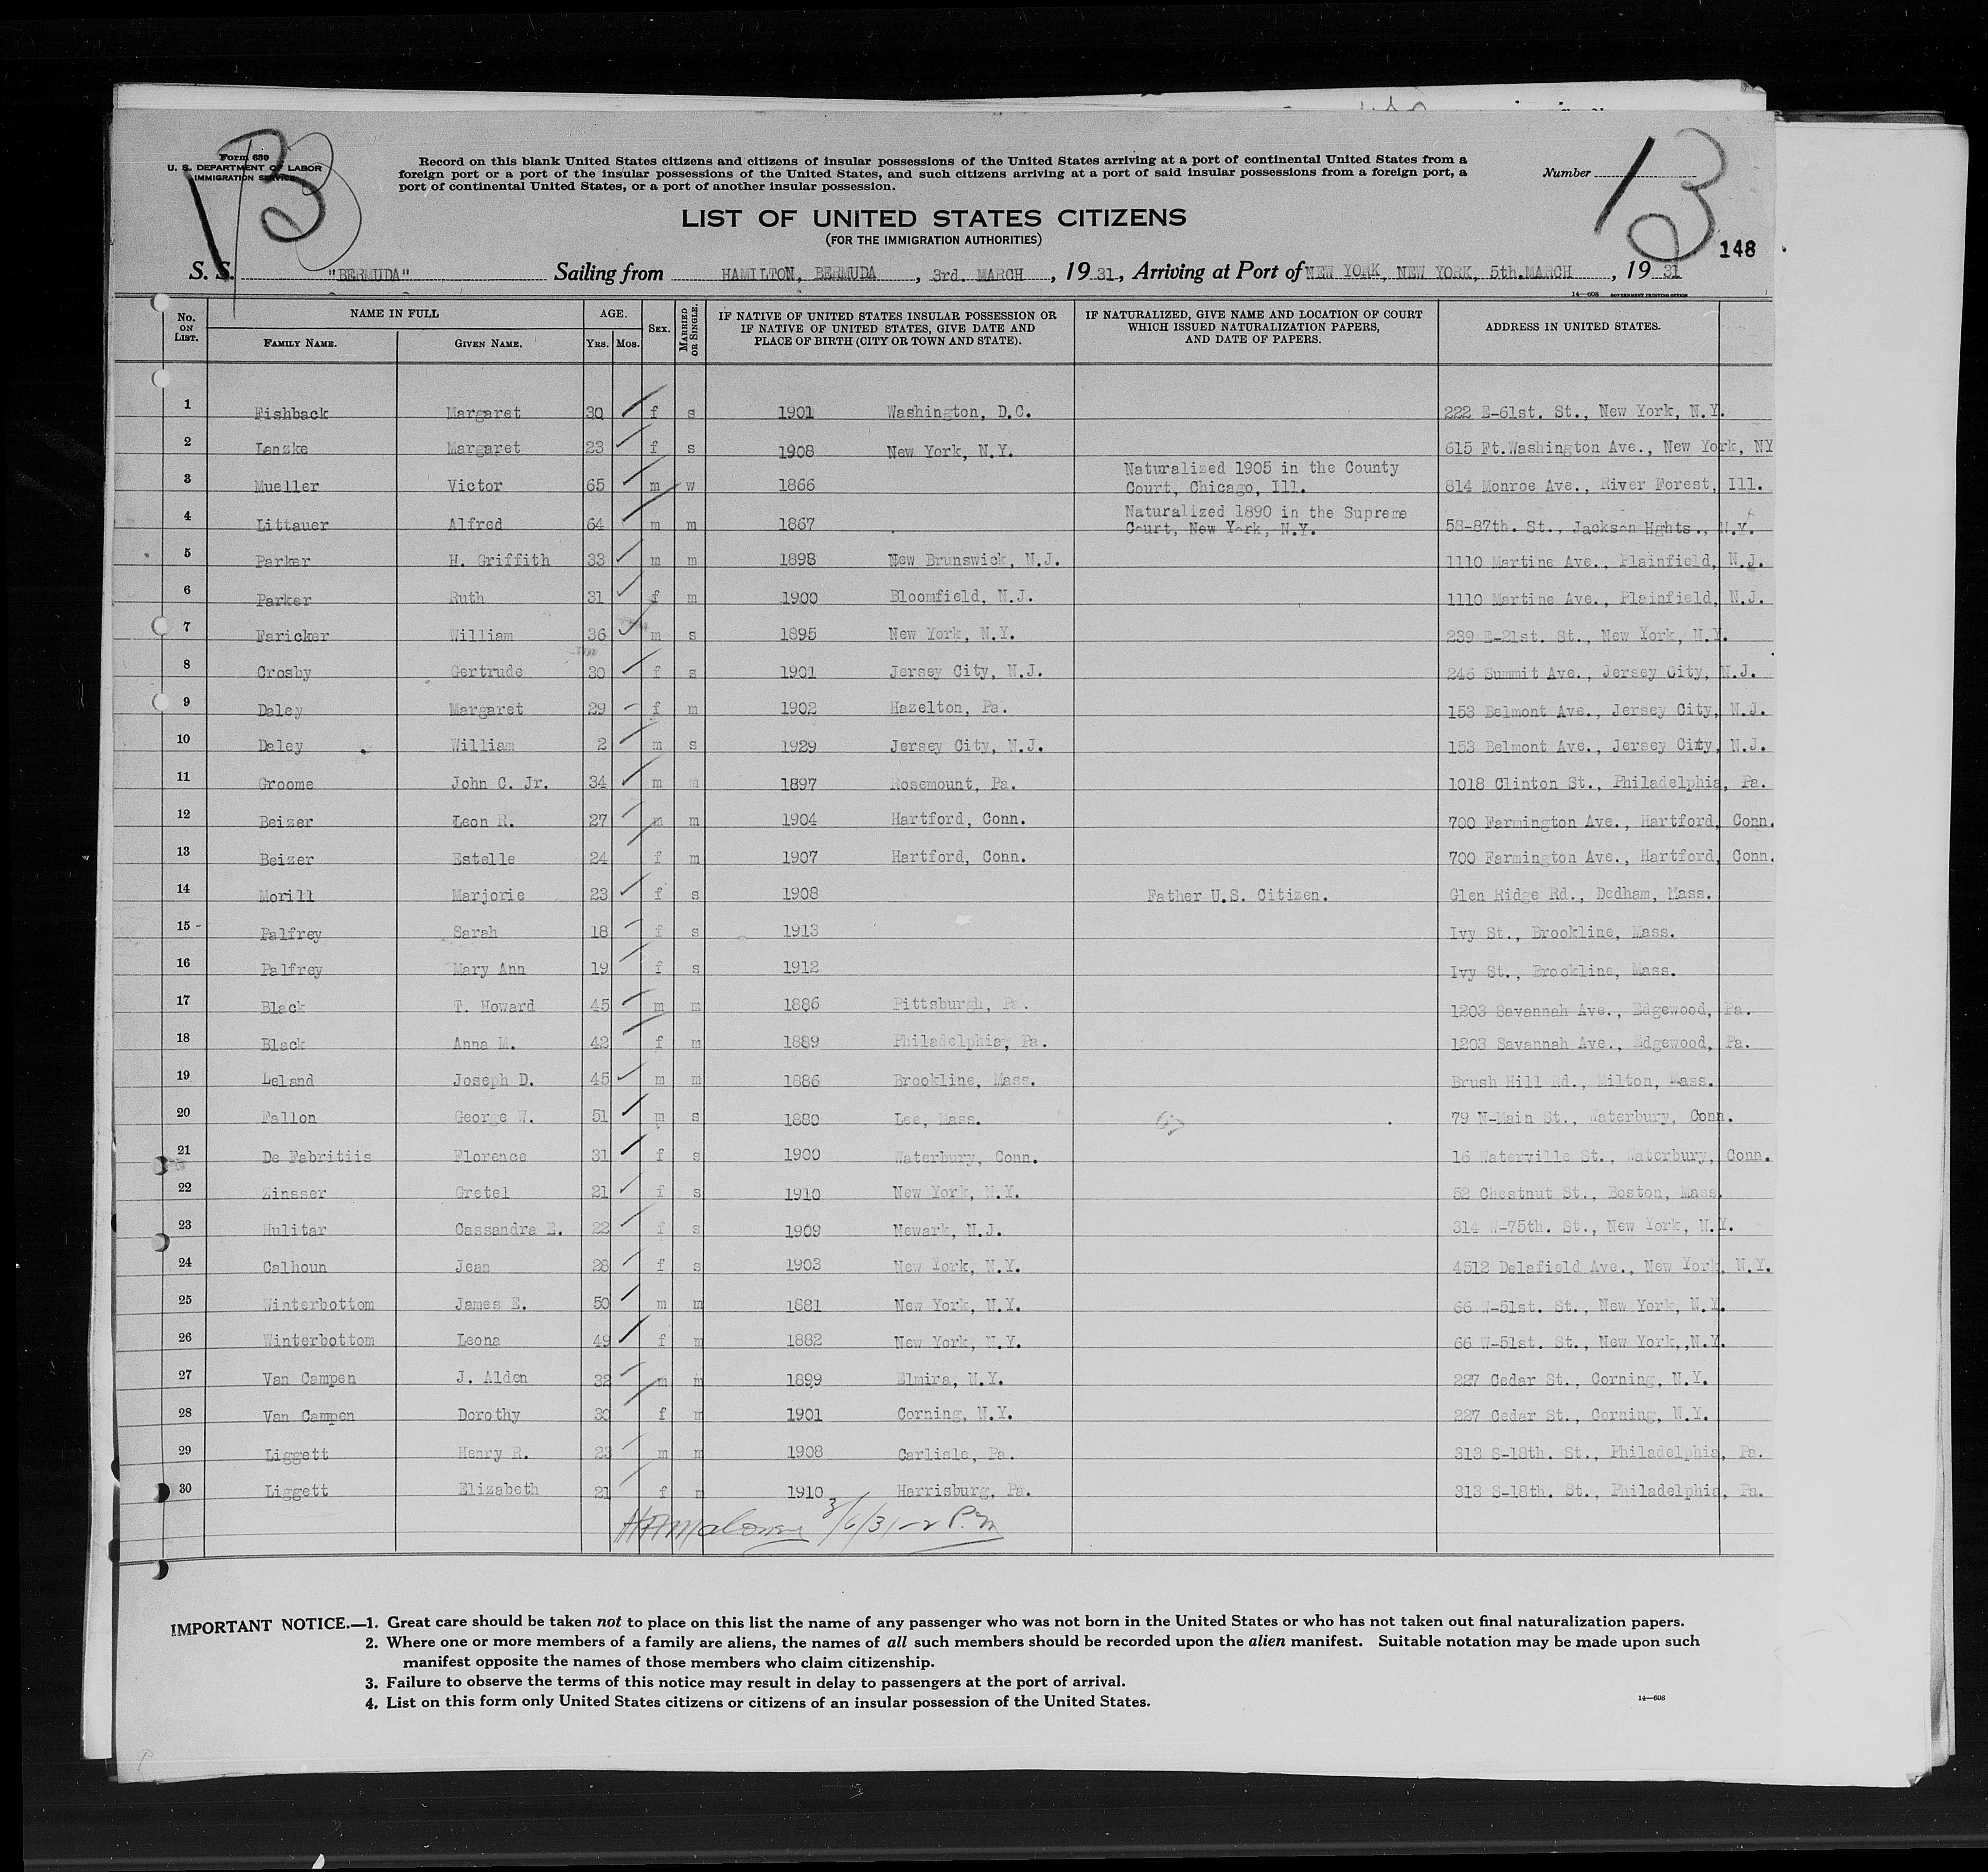 Form 630
U. S. DEPARTMENT OF LABOR
IMMIGRATION SERVICE
13
Record on this blank United States citizens and citizens of insular possessions of the United States arriving at a port of continental United States from a
foreign port or a port of the insular possessions of the United States, and such citizens arriving at a port of said insular possessions from a foreign port, a
port of continental United States, or a port of another insular possession.
Number 13
LIST OF UNITED STATES CITIZENS
(FOR THE IMMIGRATION AUTHORITIES)
148
S. S. "BERMUDA" Sailing from HAMILTON, BERMUDA, 3rd. MARCH, 1931, Arriving at Port of NEW YORK, NEW YORK, 5th.MARCH, 1931
14—608 GOVERNMENT PRINTING OFFICE
No. ON LIST. NAME IN FULL FAMILY NAME. GIVEN NAME. AGE. YRS. MOS. SEX. MARRIED OR SINGLE. IF NATIVE OF UNITED STATES INSULAR POSSESSION OR IF NATIVE OF UNITED STATES, GIVE DATE AND PLACE OF BIRTH (CITY OR TOWN AND STATE). IF NATURALIZED, GIVE NAME AND LOCATION OF COURT WHICH ISSUED NATURALIZATION PAPERS, AND DATE OF PAPERS. ADDRESS IN UNITED STATES.
1 Fishback Margaret 30 f s 1901 Washington, D.C. 222 E-61st. St., New York, N.Y.
2 Lanzke Margaret 23 f s 1908 New York, N.Y. 615 Ft.Washington Ave., New York, NY
3 Mueller Victor 65 m w 1866 Naturalized 1905 in the County Court, Chicago, Ill. 814 Monroe Ave., River Forest, Ill.
4 Littauer Alfred 64 m m 1867 Naturalized 1890 in the Supreme Court, New York, N.Y. 58-87th. St., Jackson Hghts., N.Y.
5 Parker H. Griffith 33 m m 1898 New Brunswick, N.J. 1110 Martine Ave., Plainfield, N.J.
6 Parker Ruth 31 f m 1900 Bloomfield, N.J. 1110 Martine Ave., Plainfield, N.J.
7 Faricker William 36 m s 1895 New York, N.Y. 239 E-21st. St., New York, N.Y.
8 Crosby Gertrude 30 f s 1901 Jersey City, N.J. 246 Summit Ave., Jersey City, N.J.
9 Daley Margaret 29 f m 1902 Hazelton, Pa. 153 Belmont Ave., Jersey City, N.J.
10 Daley William 2 m s 1929 Jersey City, N.J. 153 Belmont Ave., Jersey City, N.J.
11 Groome John C. Jr. 34 m m 1897 Rosemount, Pa. 1018 Clinton St., Philadelphia, Pa.
12 Beizer Leon R. 27 m m 1904 Hartford, Conn. 700 Farmington Ave., Hartford, Conn.
13 Beizer Estelle 24 f m 1907 Hartford, Conn. 700 Farmington Ave., Hartford, Conn.
14 Morill Marjorie 23 f s 1908 Father U.S. Citizen. Glen Ridge Rd., Dedham, Mass.
15 Palfrey Sarah 18 f s 1913 Ivy St., Brookline, Mass.
16 Palfrey Mary Ann 19 f s 1912 Ivy St., Brookline, Mass.
17 Black T. Howard 45 m m 1886 Pittsburgh, Pa. 1203 Savannah Ave., Edgewood, Pa.
18 Black Anna M. 42 f m 1889 Philadelphia, Pa. 1203 Savannah Ave., Edgewood, Pa.
19 Leland Joseph D. 45 m m 1886 Brookline, Mass. Brush Hill Rd., Milton, Mass.
20 Fallon George W. 51 m s 1880 Lee, Mass. 79 N-Main St., Waterbury, Conn.
21 De Fabritiis Florence 31 f s 1900 Waterbury, Conn. 16 Waterville St., Waterbury, Conn.
22 Zinsser Gretel 21 f s 1910 New York, N.Y. 52 Chestnut St., Boston, Mass.
23 Hulitar Cassandra E. 22 f s 1909 Newark, N.J. 314 W-75th. St., New York, N.Y.
24 Calhoun Jean 28 f s 1903 New York, N.Y. 4512 Delafield Ave., New York, N.Y.
25 Winterbottom James E. 50 m m 1881 New York, N.Y. 66 W-51st. St., New York, N.Y.
26 Winterbottom Leona 49 f m 1882 New York, N.Y. 66 W-51st. St., New York,,N.Y.
27 Van Campen J. Alden 32 m m 1899 Elmira, N.Y. 227 Cedar St., Corning, N.Y.
28 Van Campen Dorothy 30 f m 1901 Corning, N.Y. 227 Cedar St., Corning, N.Y.
29 Liggett Henry R. 23 m m 1908 Carlisle, Pa. 313 S-18th. St., Philadelphia, Pa.
30 Liggett Elizabeth 21 f m 1910 Harrisburg, Pa. 313 S-18th. St., Philadelphia, Pa.
3/6/31 - 2 P.M
IMPORTANT NOTICE.—1. Great care should be taken not to place on this list the name of any passenger who was not born in the United States or who has not taken out final naturalization papers.
2. Where one or more members of a family are aliens, the names of all such members should be recorded upon the alien manifest. Suitable notation may be made upon such
manifest opposite the names of those members who claim citizenship.
3. Failure to observe the terms of this notice may result in delay to passengers at the port of arrival.
4. List on this form only United States citizens or citizens of an insular possession of the United States.
14—608